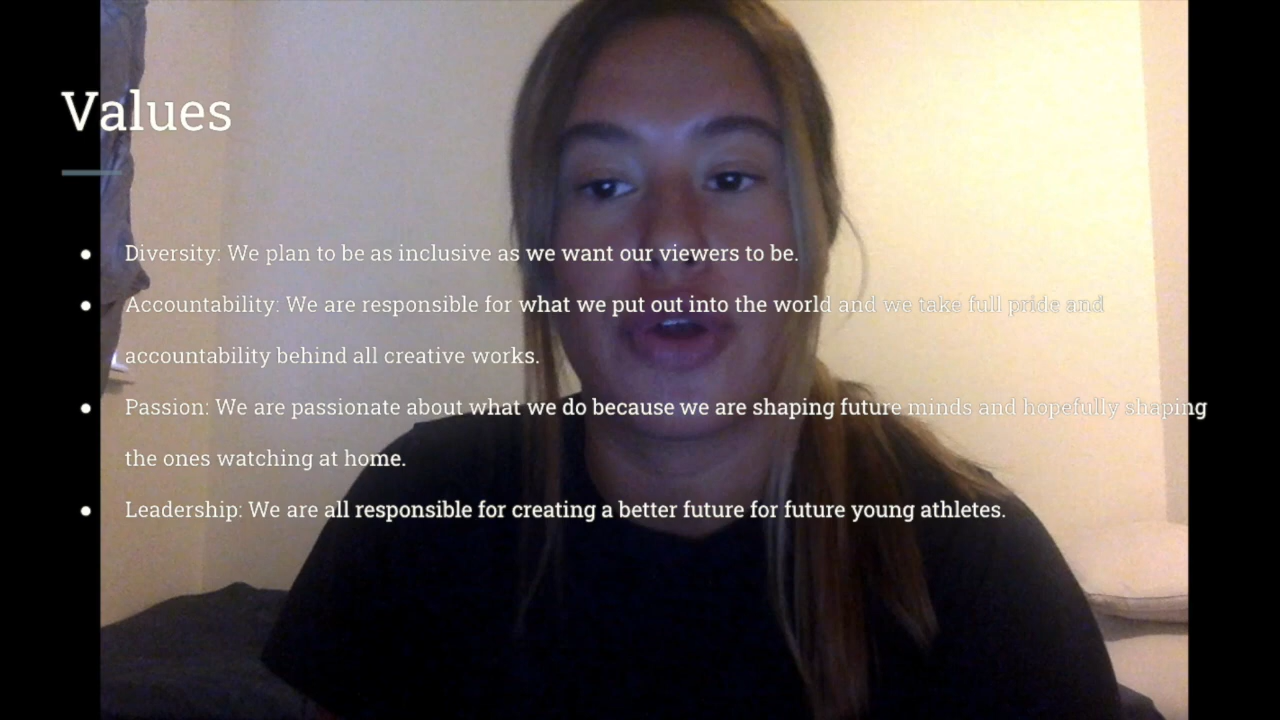 Values
● Diversity: We plan to be as inclusive as we want our viewers to be.
● Accountability: We are responsible for what we put out into the world and we take full pride and
accountability behind all creative works.
● Passion: We are passionate about what we do because we are shaping future minds and hopefully shaping
the ones watching at home.
● Leadership: We are all responsible for creating a better future for future young athletes.